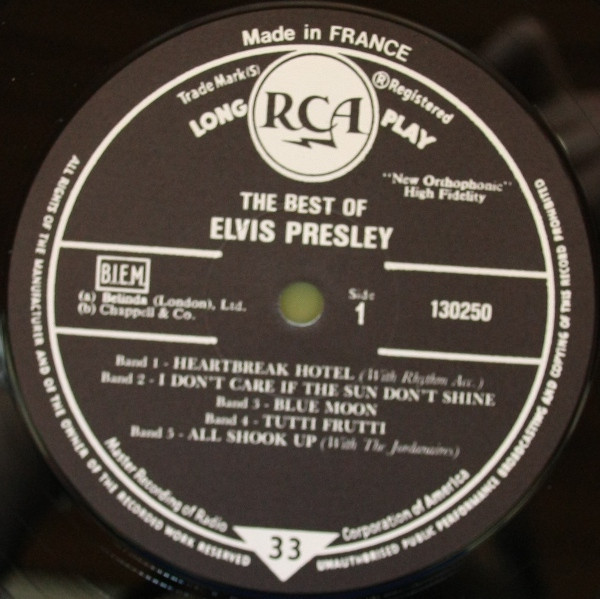 Made in FRANCE
Trade Mark(S)
® Registered
LONG
RCA
PLAY
"New Orthophonic"
High Fidelity
THE BEST OF
ELVIS PRESLEY
B.I.E.M.
(a) Belinda (London), Ltd.
(b) Chappell & Co.
Side
1
130250
Band 1 - HEARTBREAK HOTEL (With Rhythm Acc.)
Band 2 - I DON'T CARE IF THE SUN DON'T SHINE
Band 3 - BLUE MOON
Band 4 - TUTTI FRUTTI
Band 5 - ALL SHOOK UP (With The Jordanaires)
Master Recording of Radio
Corporation of America
33
ALL RIGHTS OF THE MANUFACTURER AND OF THE OWNER OF THE RECORDED WORK RESERVED
UNAUTHORISED PUBLIC PERFORMANCE BROADCASTING AND COPYING OF THIS RECORD PROHIBITED